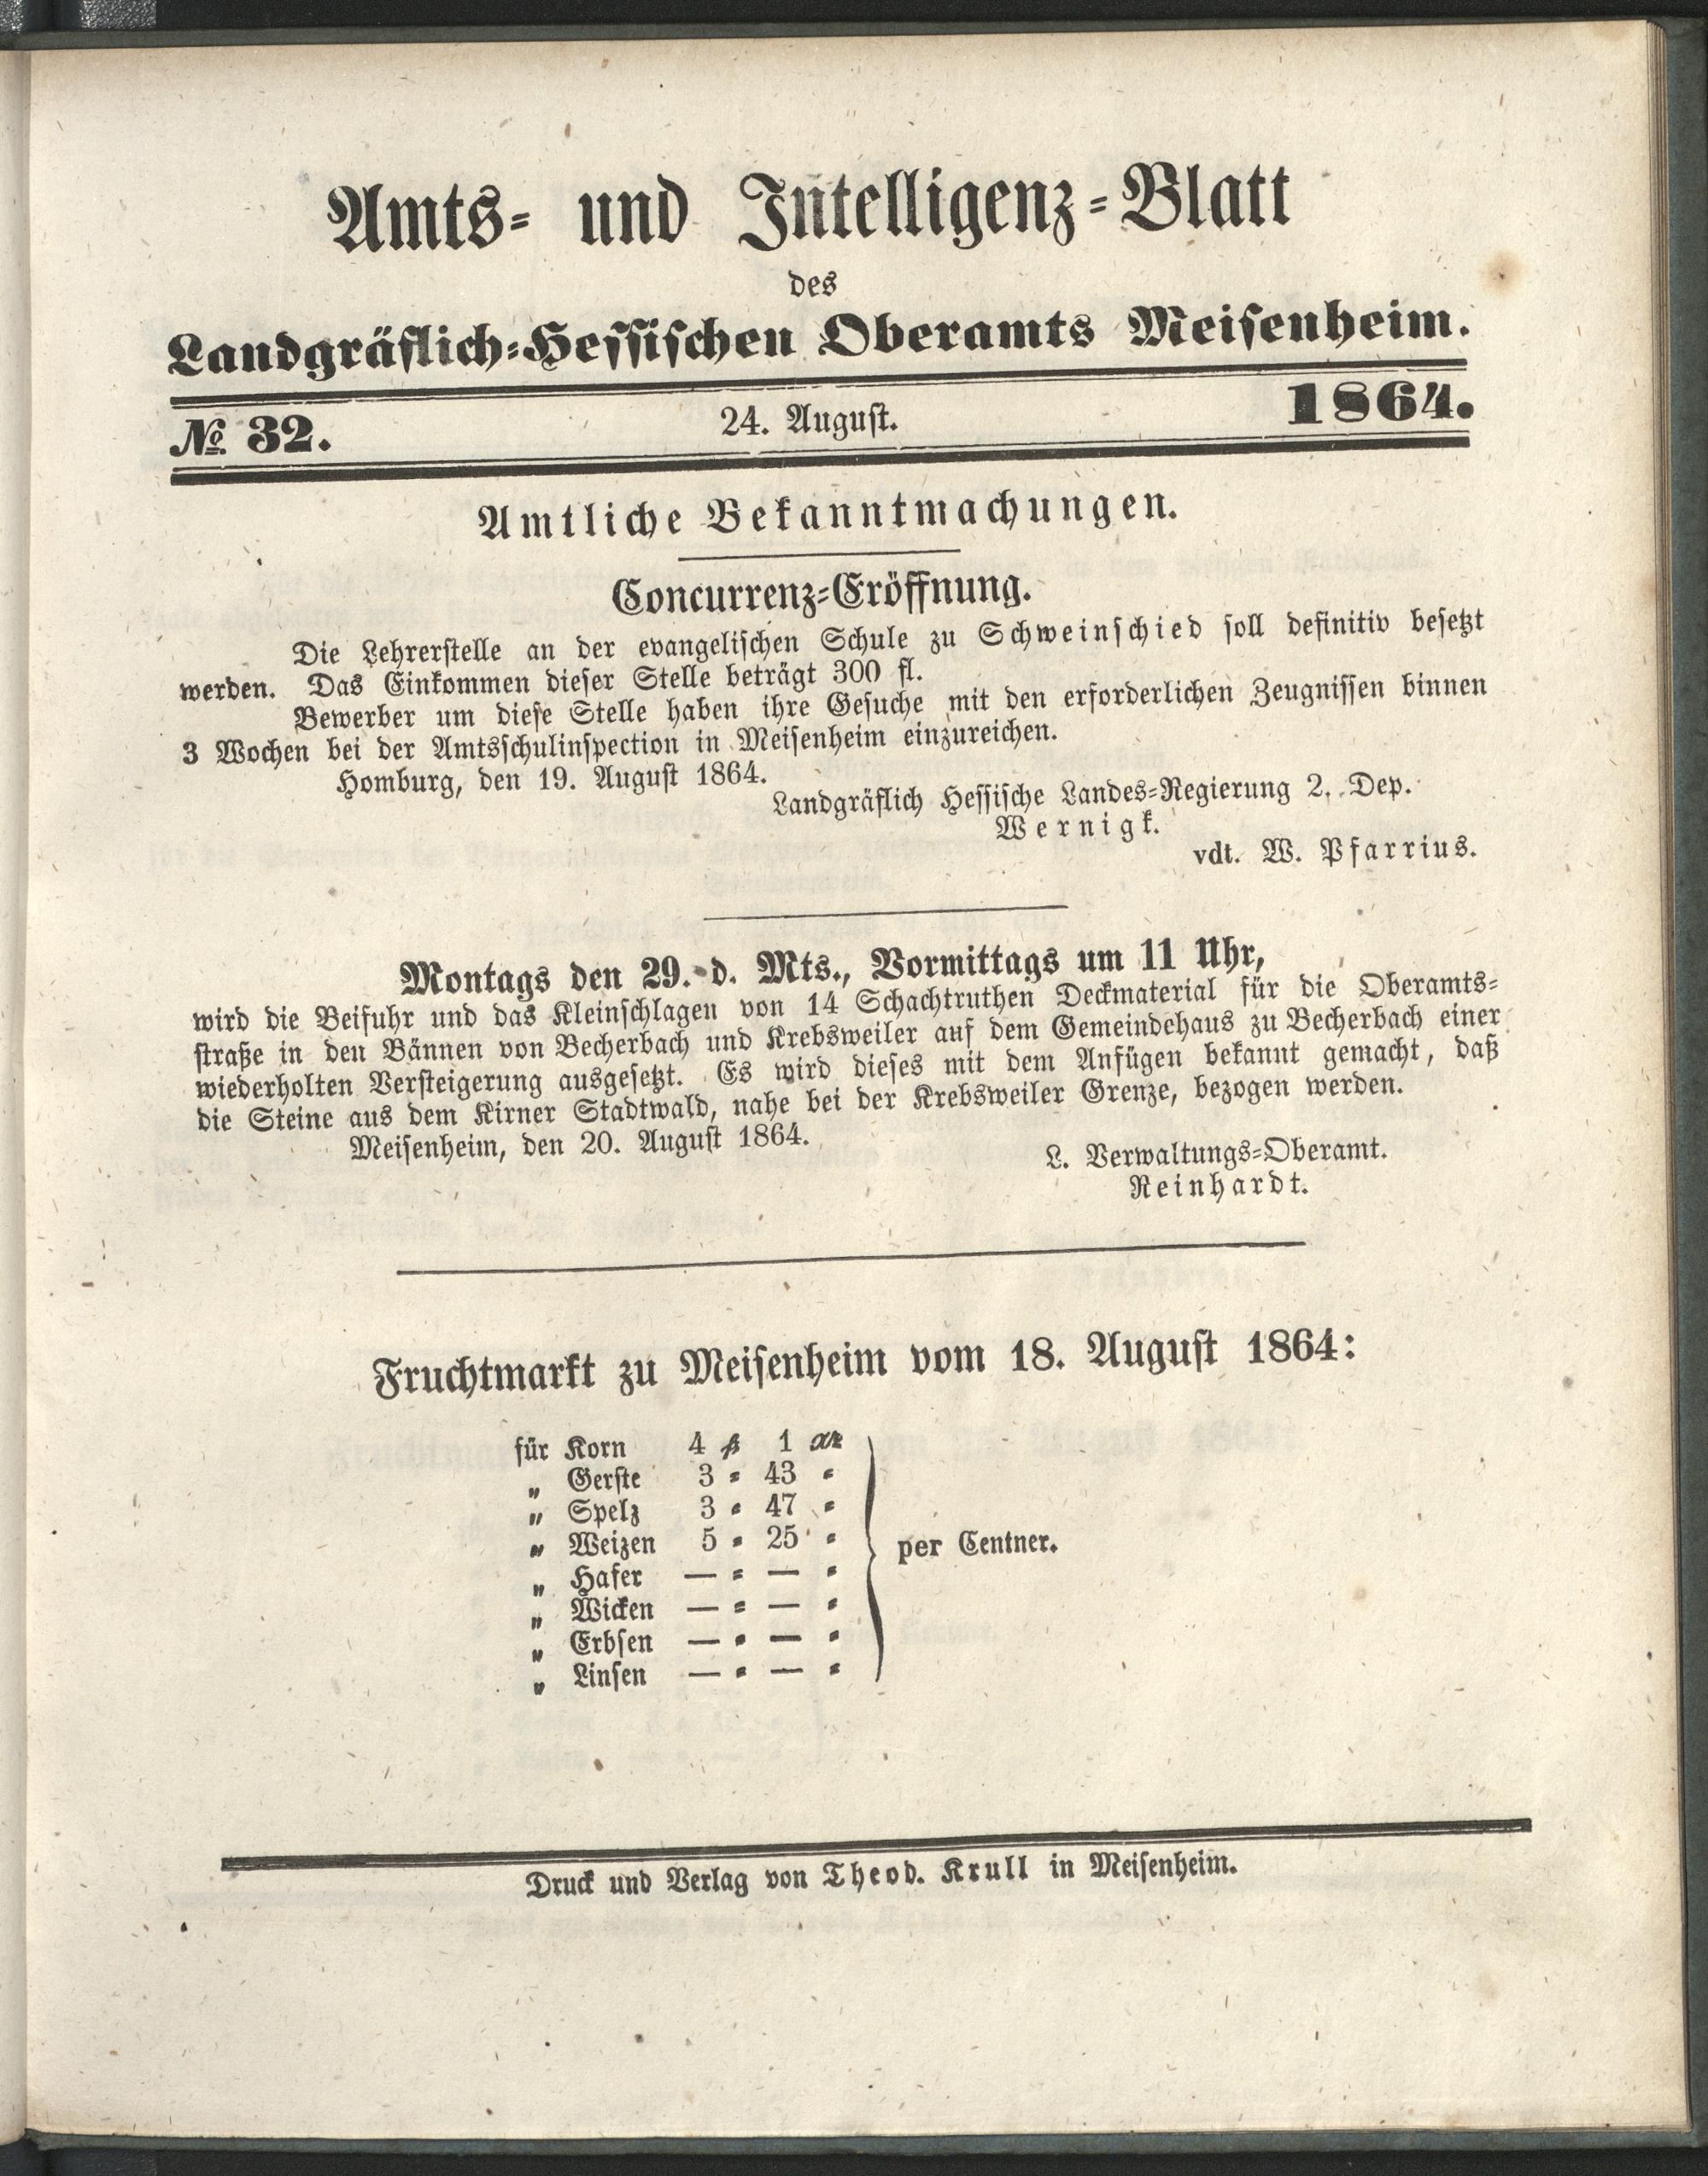 Amts- und Intelligenz-Blatt
des
Landgräflich-Hessischen Oberamts Meisenheim.
№ 32. 24. August. 1864.
Amtliche Bekanntmachungen.
Concurrenz-Eröffnung.
Die Lehrerstelle an der evangelischen Schule zu Schweinschied soll definitiv besetzt
werden. Das Einkommen dieser Stelle beträgt 300 fl.
Bewerber um diese Stelle haben ihre Gesuche mit den erforderlichen Zeugnissen binnen
3 Wochen bei der Amtsschulinspection in Meisenheim einzureichen.
Homburg, den 19. August 1864.
Landgräflich Hessische Landes-Regierung 2. Dep.
Wernigk.
vdt. W. Pfarrius.
Montags den 29. d. Mts., Vormittags um 11 Uhr,
wird die Beifuhr und das Kleinschlagen von 14 Schachtruthen Deckmaterial für die Oberamts-
straße in den Bännen von Becherbach und Krebsweiler auf dem Gemeindehaus zu Becherbach einer
wiederholten Versteigerung ausgesetzt. Es wird dieses mit dem Anfügen bekannt gemacht, daß
die Steine aus dem Kirner Stadtwald, nahe bei der Krebsweiler Grenze, bezogen werden.
Meisenheim, den 20. August 1864.
L. Verwaltungs-Oberamt.
Reinhardt.
Fruchtmarkt zu Meisenheim vom 18. August 1864:
für Korn 4 fl 1 xr
„ Gerste 3 = 43 =
„ Spelz 3 = 47 =
„ Weizen 5 = 25 =
per Centner.
„ Hafer — = — =
„ Wicken — = — =
„ Erbsen — = — =
„ Linsen — = — =
Druck und Verlag von Theod. Krull in Meisenheim.